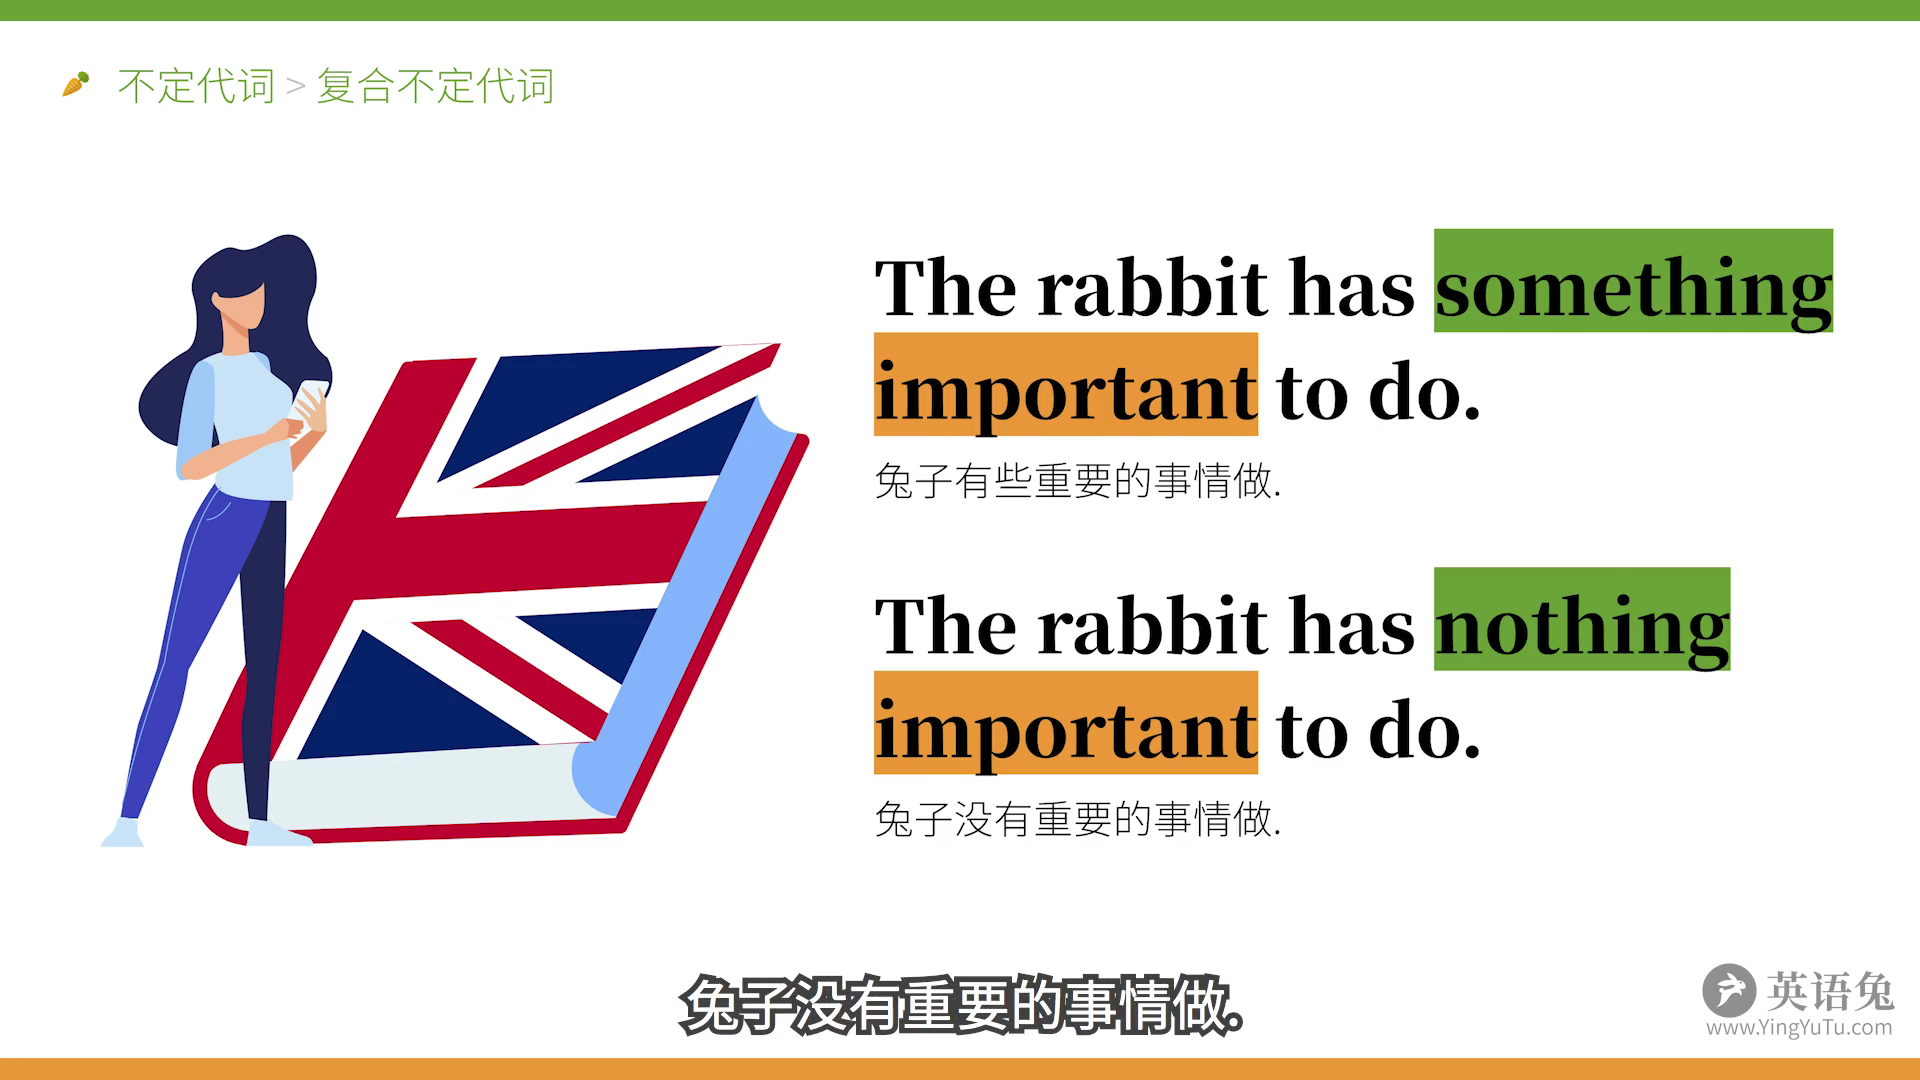 不定代词 > 复合不定代词
The rabbit has something
important to do.
兔子有些重要的事情做.
The rabbit has nothing
important to do.
兔子没有重要的事情做.
兔子没有重要的事情做.
英语兔
www.YingYuTu.com